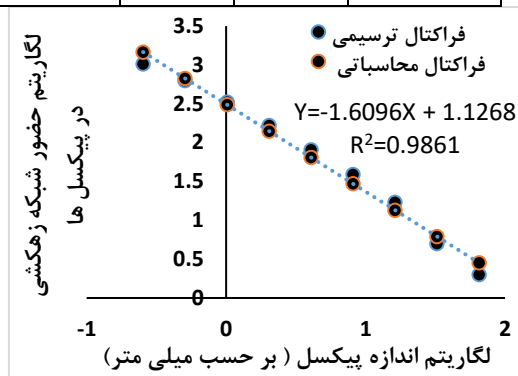 لگاریتم حضور شبکه زهکشی
در پیکسل ها
3.5
3
2.5
2
1.5
1
0.5
0
فراکتال ترسیمی
فراکتال محاسباتی
Y=-1.6096X + 1.1268
R²=0.9861
-1 0 1 2
لگاریتم اندازه پیکسل ( بر حسب میلی متر)